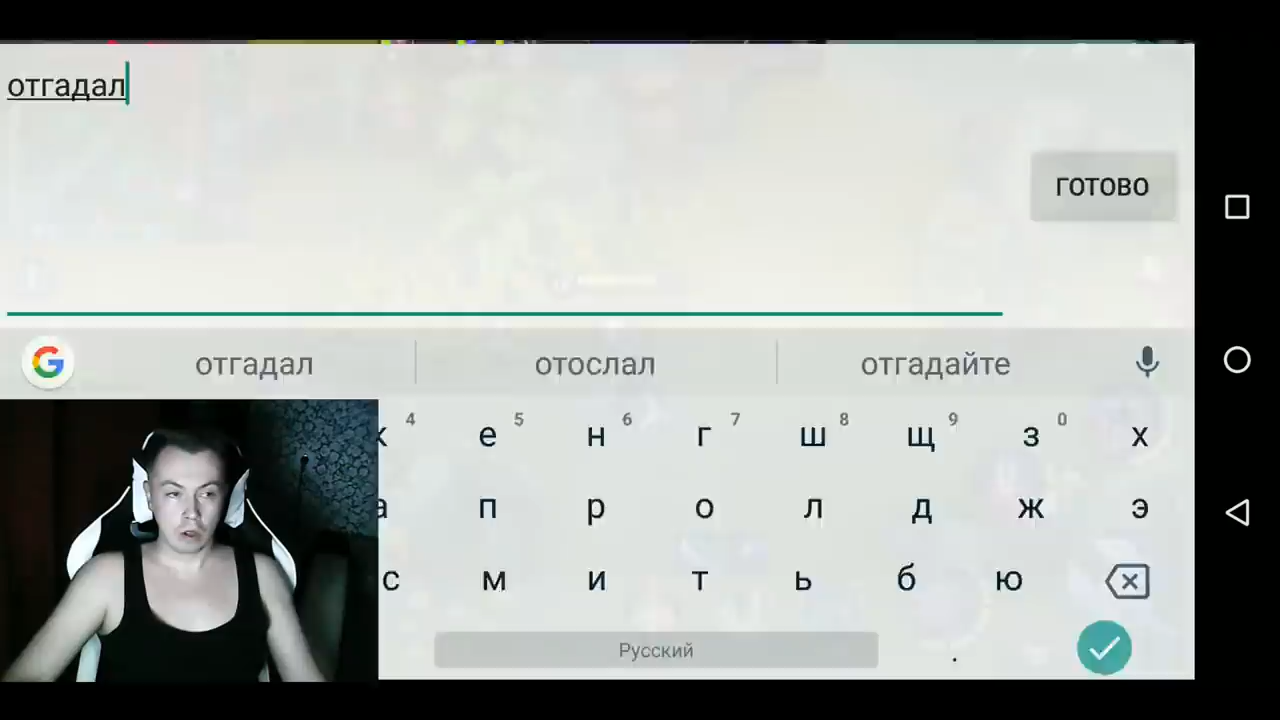 отгадал
ГОТОВО
отгадал отослал отгадайте
к 4 е 5 н 6 г 7 ш 8 щ 9 з 0 х
а п р о л д ж э
с м и т ь б ю
Русский .